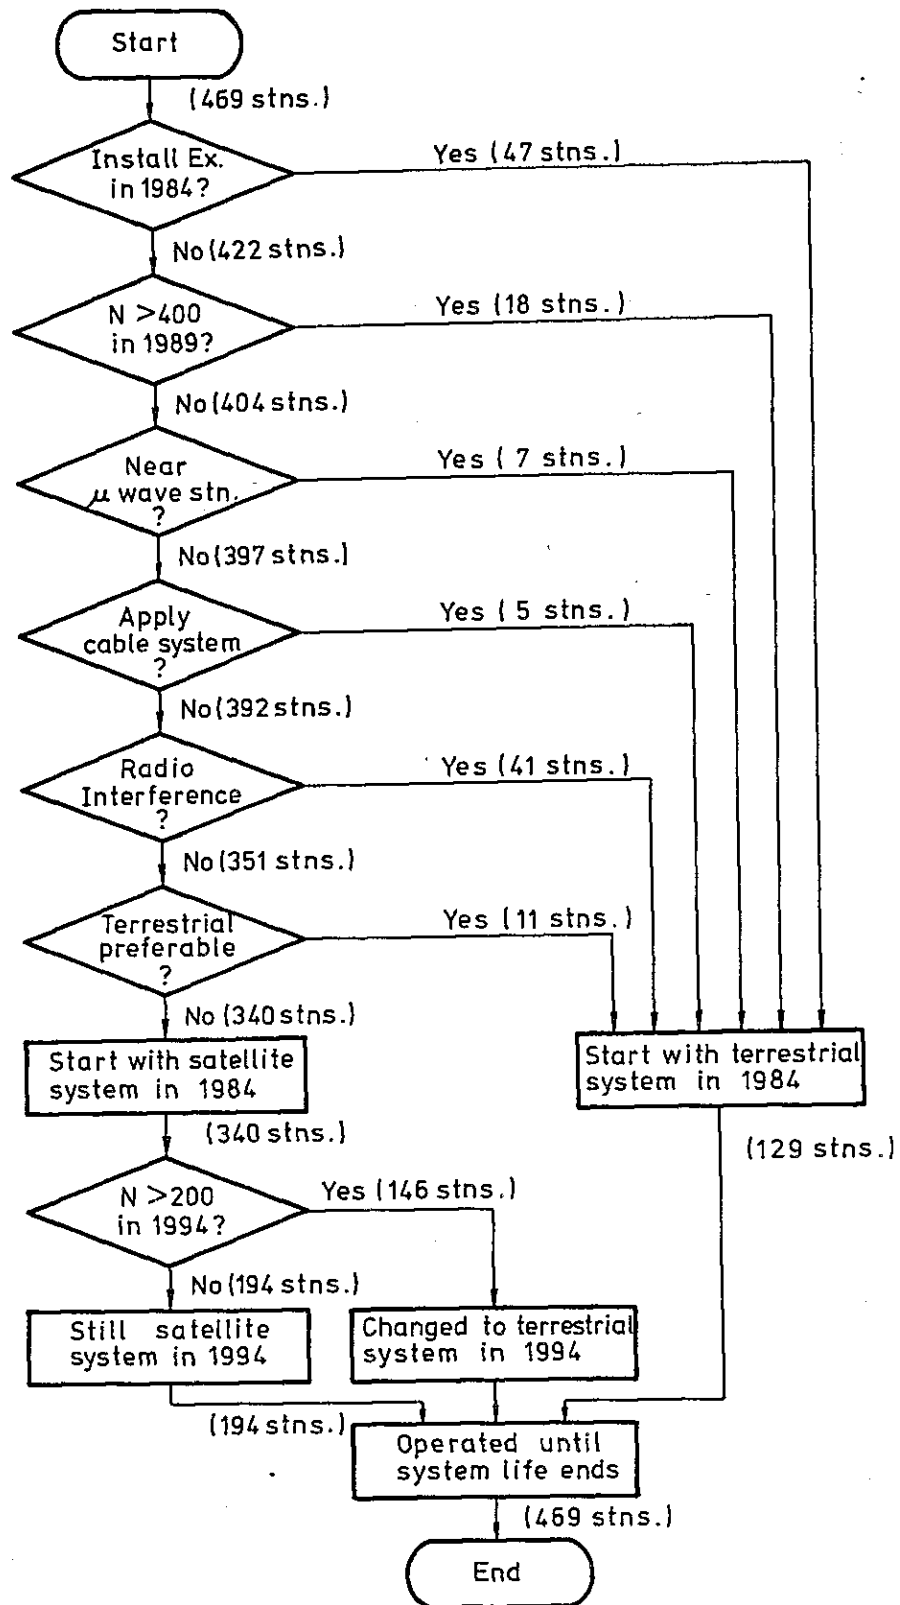 Start
(469 stns.)
Install Ex.
in 1984?
Yes (47 stns.)
No (422 stns.)
N >400
in 1989?
Yes (18 stns.)
No (404 stns.)
Near
μ wave stn.
?
Yes ( 7 stns.)
No (397 stns.)
Apply
cable system
?
Yes ( 5 stns.)
No (392 stns.)
Radio
Interference
?
Yes (41 stns.)
No (351 stns.)
Terrestrial
preferable
?
Yes (11 stns.)
No (340 stns.)
Start with satellite
system in 1984
Start with terrestrial
system in 1984
(340 stns.)
(129 stns.)
N >200
in 1994?
Yes (146 stns.)
No (194 stns.)
Still satellite
system in 1994
Changed to terrestrial
system in 1994
(194 stns.)
Operated until
system life ends
(469 stns.)
End